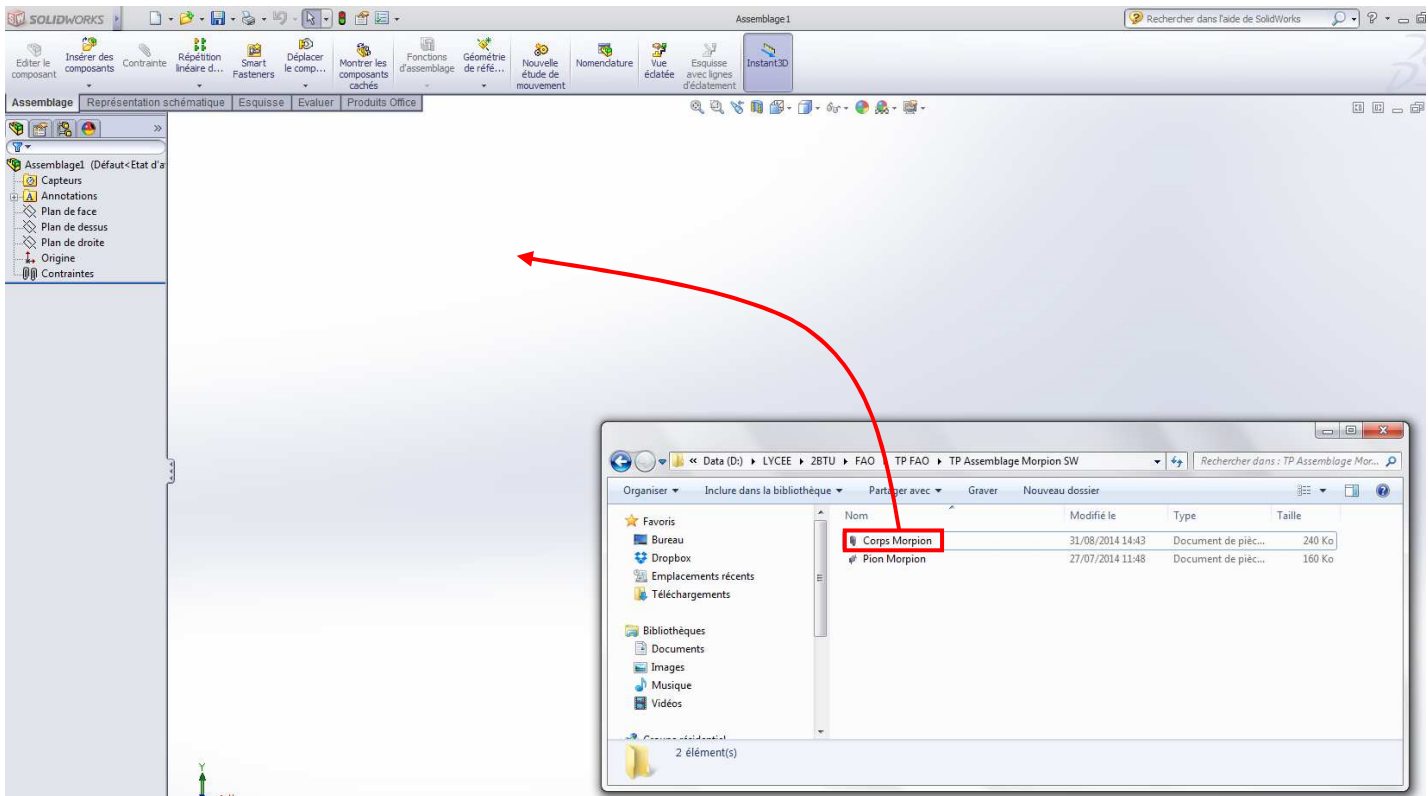 SOLIDWORKS
Assemblage1
Rechercher dans l'aide de SolidWorks
Editer le composant
Insérer des composants
Contrainte
Répétition linéaire d...
Smart Fasteners
Déplacer le comp...
Montrer les composants cachés
Fonctions d'assemblage
Géométrie de réfé...
Nouvelle étude de mouvement
Nomenclature
Vue éclatée
Esquisse avec lignes d'éclatement
Instant3D
Assemblage Représentation schématique Esquisse Evaluer Produits Office
Assemblage1 (Défaut<Etat d'a
Capteurs
Annotations
Plan de face
Plan de dessus
Plan de droite
Origine
Contraintes
« Data (D:) LYCEE 2BTU FAO TP FAO TP Assemblage Morpion SW
Rechercher dans : TP Assemblage Mor...
Organiser Inclure dans la bibliothèque Partager avec Graver Nouveau dossier
Favoris
Bureau
Dropbox
Emplacements récents
Téléchargements
Bibliothèques
Documents
Images
Musique
Vidéos
Nom Modifié le Type Taille
Corps Morpion 31/08/2014 14:43 Document de pièc... 240 Ko
Pion Morpion 27/07/2014 11:48 Document de pièc... 160 Ko
2 élément(s)
Y